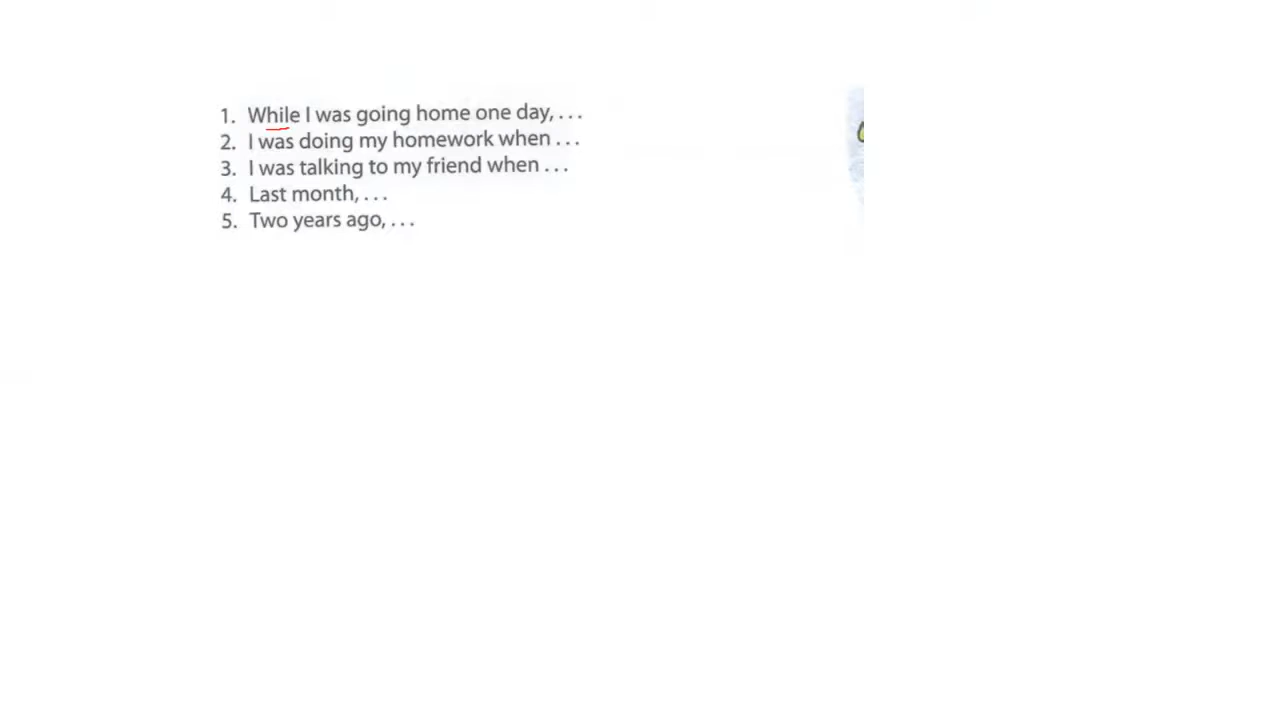 1. While I was going home one day, . . .
2. I was doing my homework when . . .
3. I was talking to my friend when . . .
4. Last month, . . .
5. Two years ago, . . .